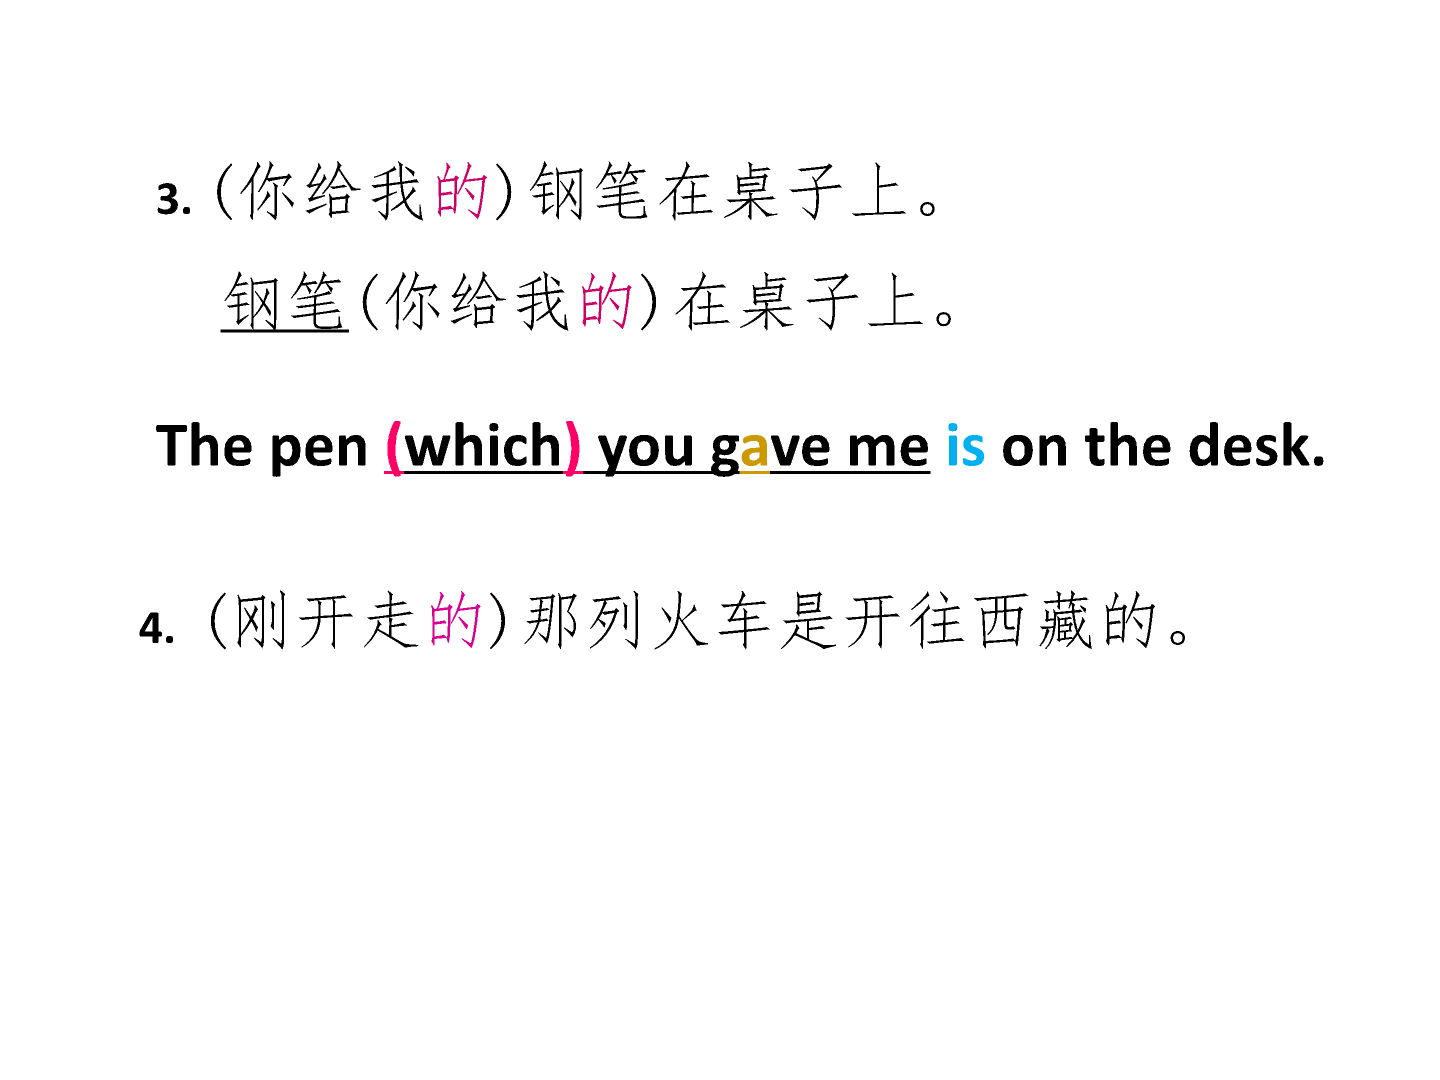 3. (你给我的)钢笔在桌子上。
钢笔(你给我的)在桌子上。
The pen (which) you gave me is on the desk.
4. (刚开走的)那列火车是开往西藏的。